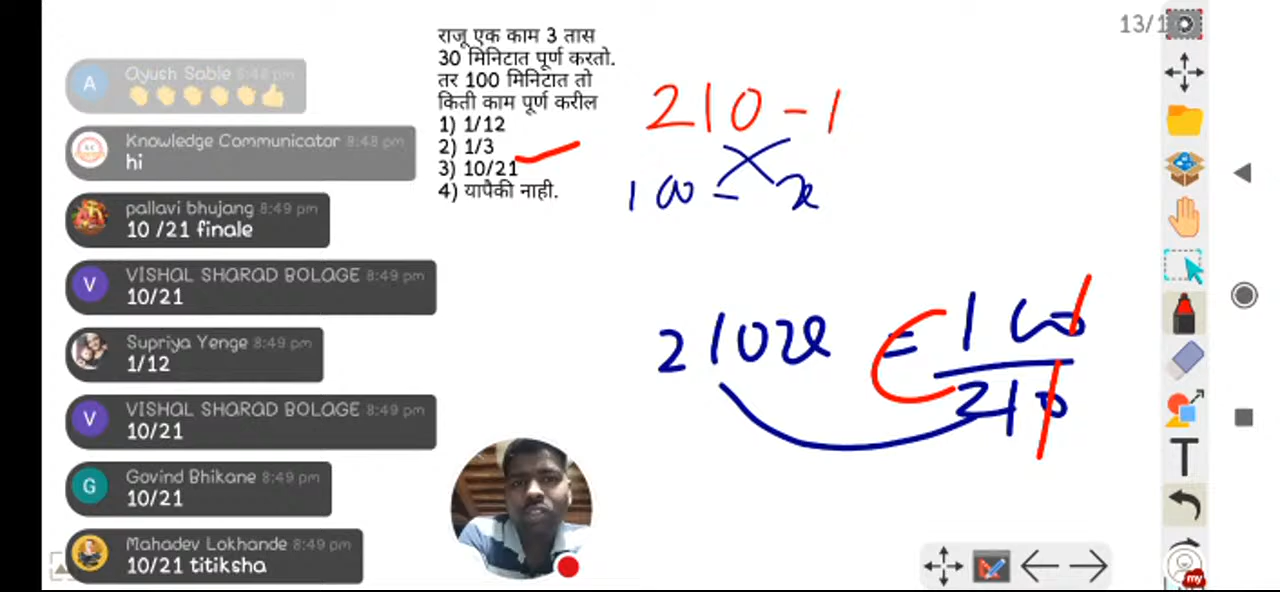 13/1
Ayush Sable 8:48 pm
👏👏👏👏👏👍
Knowledge Communicator 8:48 pm
hi
pallavi bhujang 8:49 pm
10 /21 finale
VISHAL SHARAD BOLAGE 8:49 pm
10/21
Supriya Yenge 8:49 pm
1/12
VISHAL SHARAD BOLAGE 8:49 pm
10/21
Govind Bhikane 8:49 pm
10/21
Mahadev Lokhande 8:49 pm
10/21 titiksha
राजू एक काम 3 तास
30 मिनिटात पूर्ण करतो.
तर 100 मिनिटात तो
किती काम पूर्ण करील
1) 1/12
2) 1/3
3) 10/21
4) यापैकी नाही.
210 - 1
100 - x
210x = 100
210
A
V
V
G
T
my